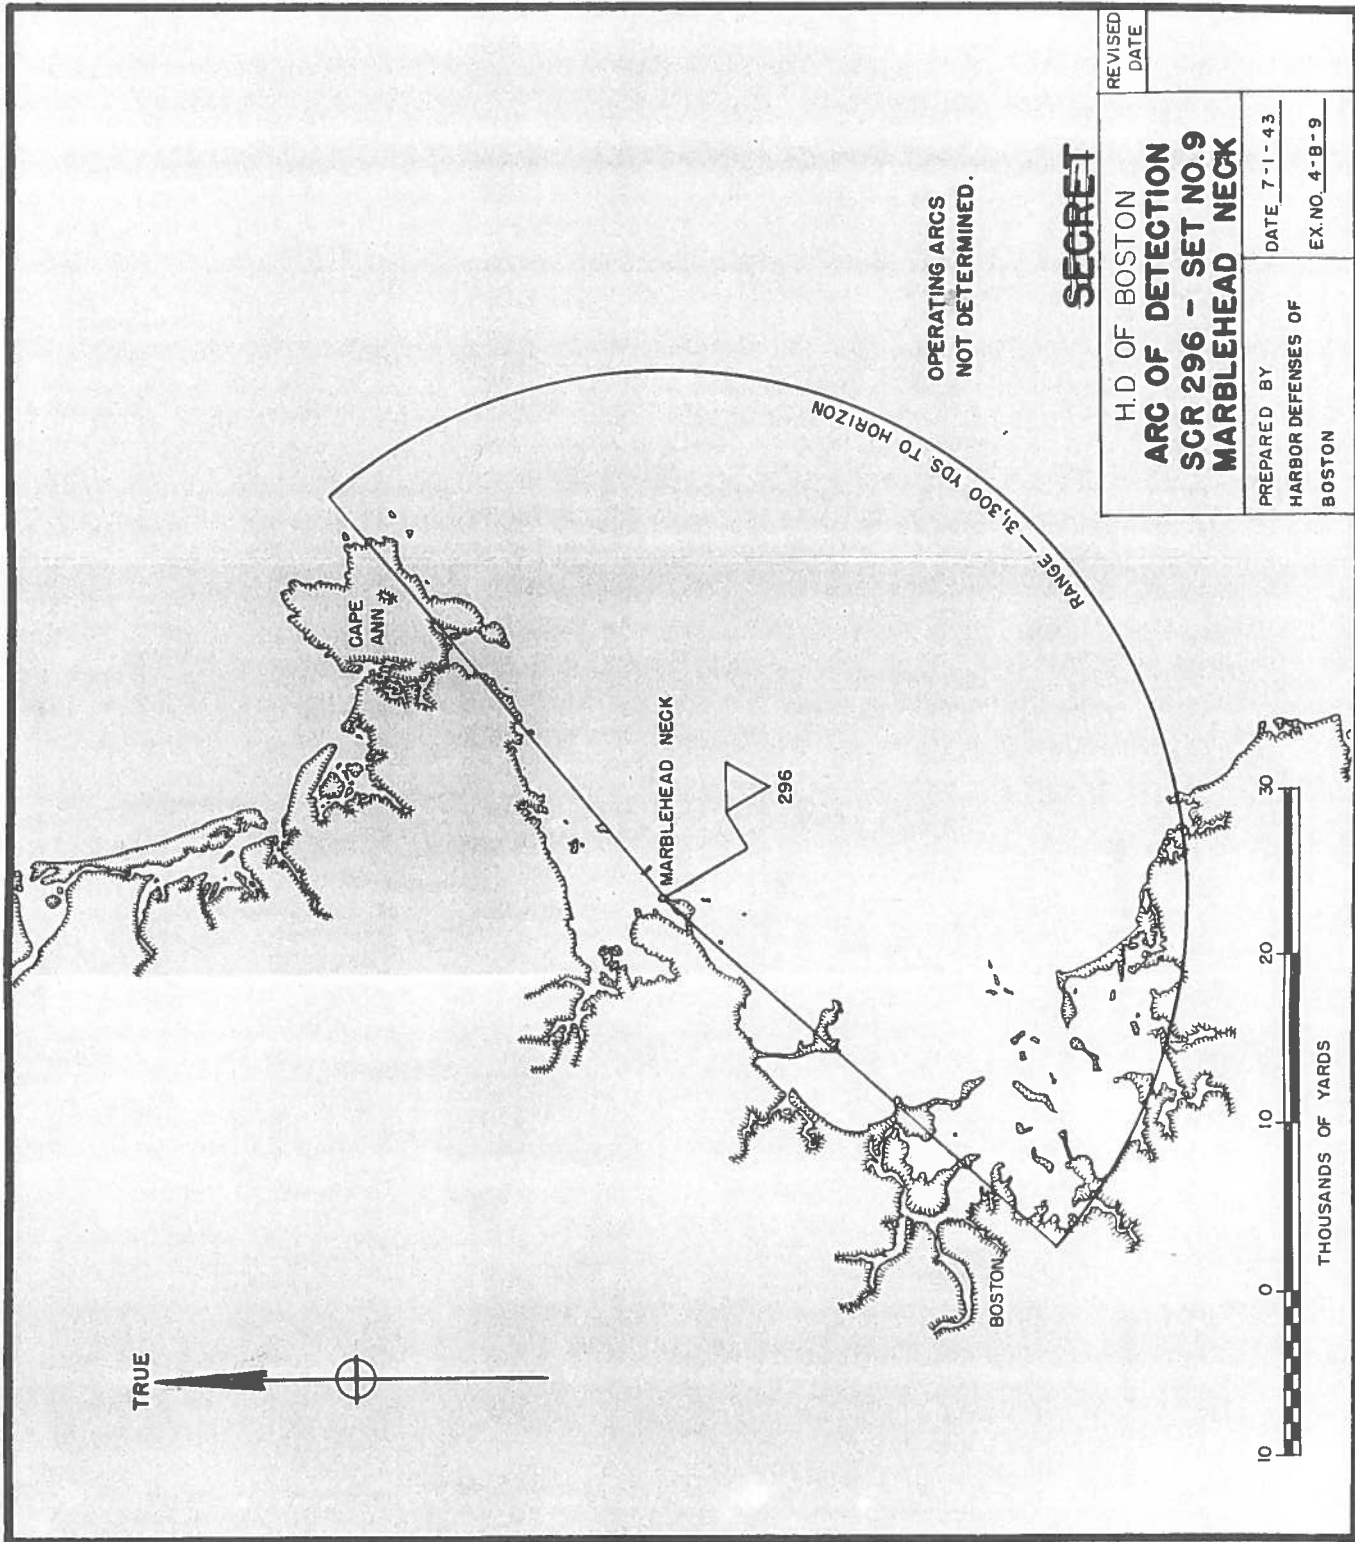 TRUE
CAPE
ANN
MARBLEHEAD NECK
296
BOSTON
RANGE — 31,300 YDS. TO HORIZON
OPERATING ARCS
NOT DETERMINED.
SECRET
10 0 10 20 30
THOUSANDS OF YARDS
H.D. OF BOSTON
ARC OF DETECTION
SCR 296 - SET NO. 9
MARBLEHEAD NECK
REVISED
DATE
PREPARED BY
HARBOR DEFENSES OF
BOSTON
DATE 7-1-43
EX. NO. 4-B-9